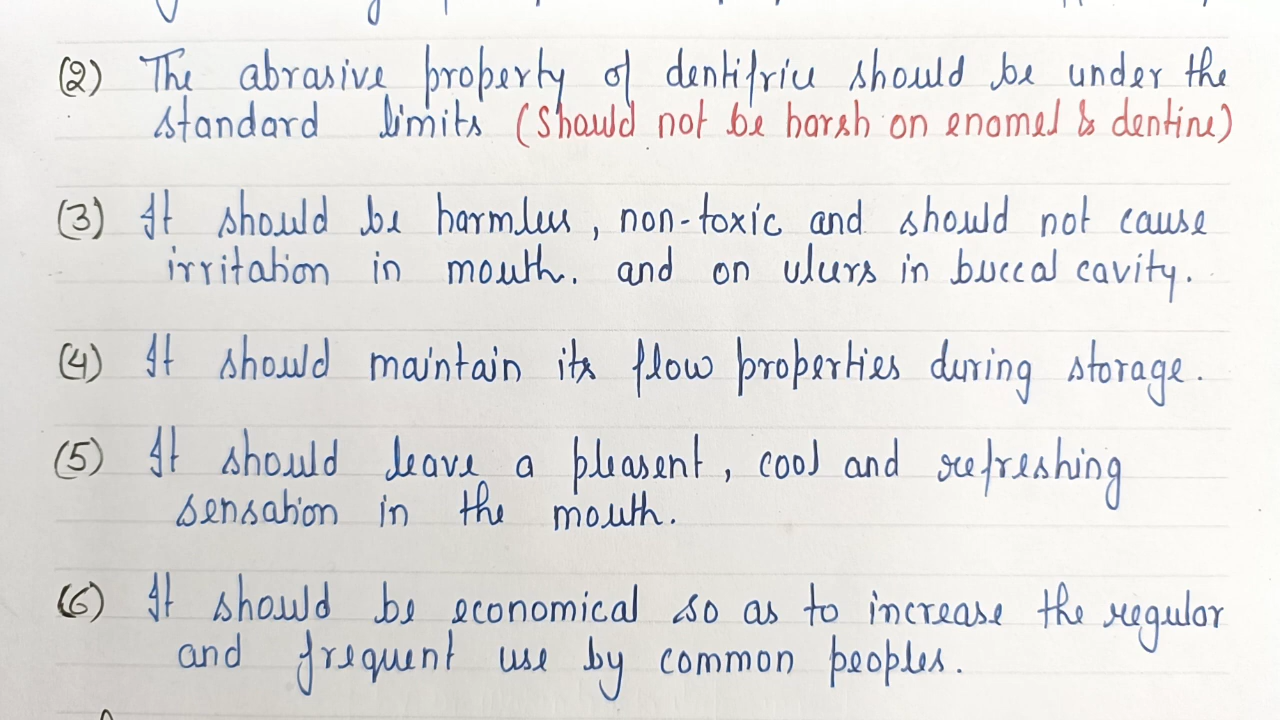 (2) The abrasive property of dentifrice should be under the
standard limits (Should not be harsh on enamel & dentine)
(3) It should be harmless, non-toxic and should not cause
irritation in mouth. and on ulcers in buccal cavity.
(4) It should maintain its flow properties during storage.
(5) It should leave a pleasent, cool and refreshing
sensation in the mouth.
(6) It should be economical so as to increase the regular
and frequent use by common peoples.